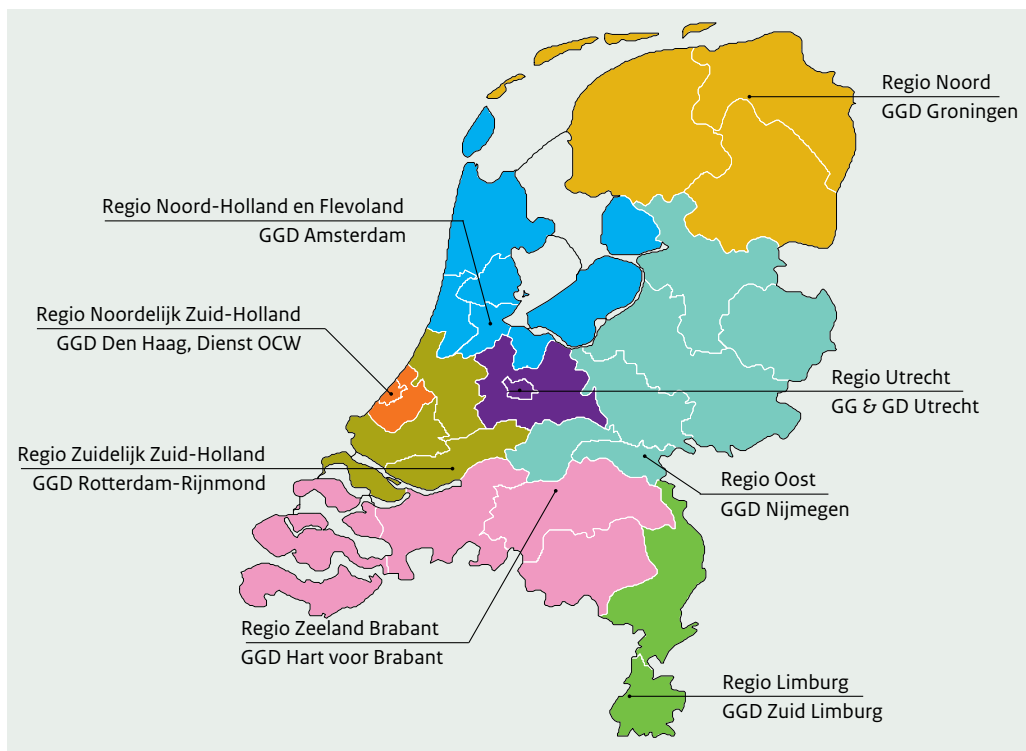 Regio Noord
GGD Groningen
Regio Noord-Holland en Flevoland
GGD Amsterdam
Regio Noordelijk Zuid-Holland
GGD Den Haag, Dienst OCW
Regio Utrecht
GG & GD Utrecht
Regio Zuidelijk Zuid-Holland
GGD Rotterdam-Rijnmond
Regio Oost
GGD Nijmegen
Regio Zeeland Brabant
GGD Hart voor Brabant
Regio Limburg
GGD Zuid Limburg